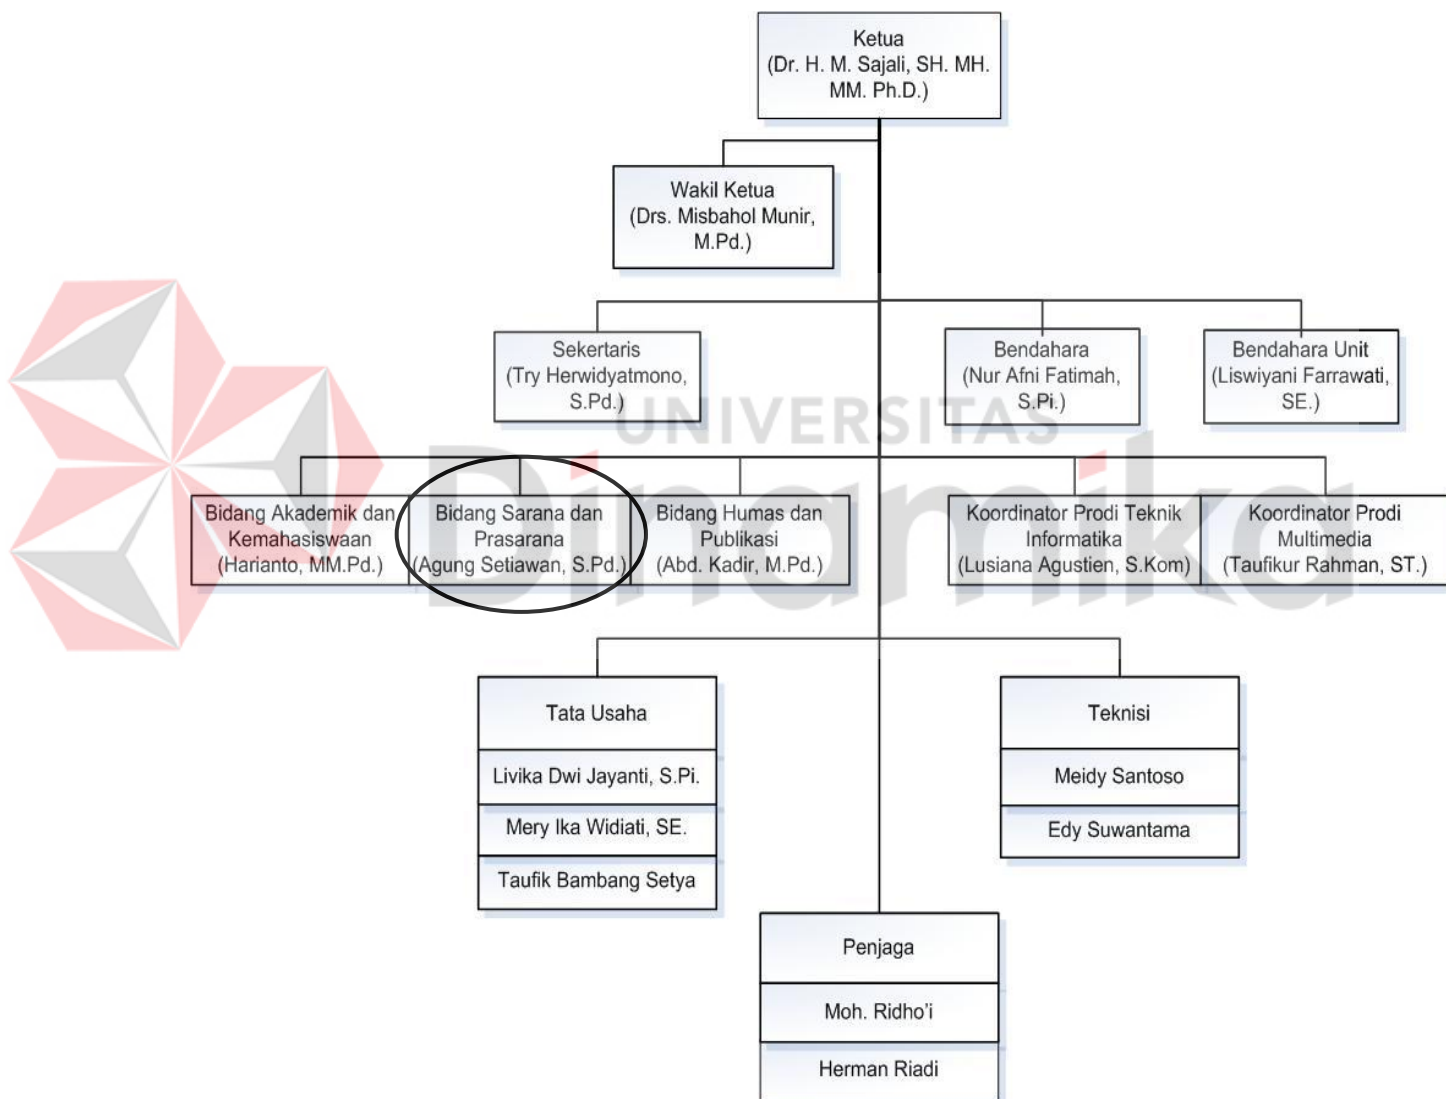 Ketua
(Dr. H. M. Sajali, SH. MH.
MM. Ph.D.)
Wakil Ketua
(Drs. Misbahol Munir,
M.Pd.)
Sekertaris
(Try Herwidyatmono,
S.Pd.)
Bendahara
(Nur Afni Fatimah,
S.Pi.)
Bendahara Unit
(Liswiyani Farrawati,
SE.)
UNIVERSITAS
Dinamika
Bidang Akademik dan
Kemahasiswaan
(Harianto, MM.Pd.)
Bidang Sarana dan
Prasarana
(Agung Setiawan, S.Pd.)
Bidang Humas dan
Publikasi
(Abd. Kadir, M.Pd.)
Koordinator Prodi Teknik
Informatika
(Lusiana Agustien, S.Kom)
Koordinator Prodi
Multimedia
(Taufikur Rahman, ST.)
Tata Usaha
Livika Dwi Jayanti, S.Pi.
Mery Ika Widiati, SE.
Taufik Bambang Setya
Teknisi
Meidy Santoso
Edy Suwantama
Penjaga
Moh. Ridho'i
Herman Riadi